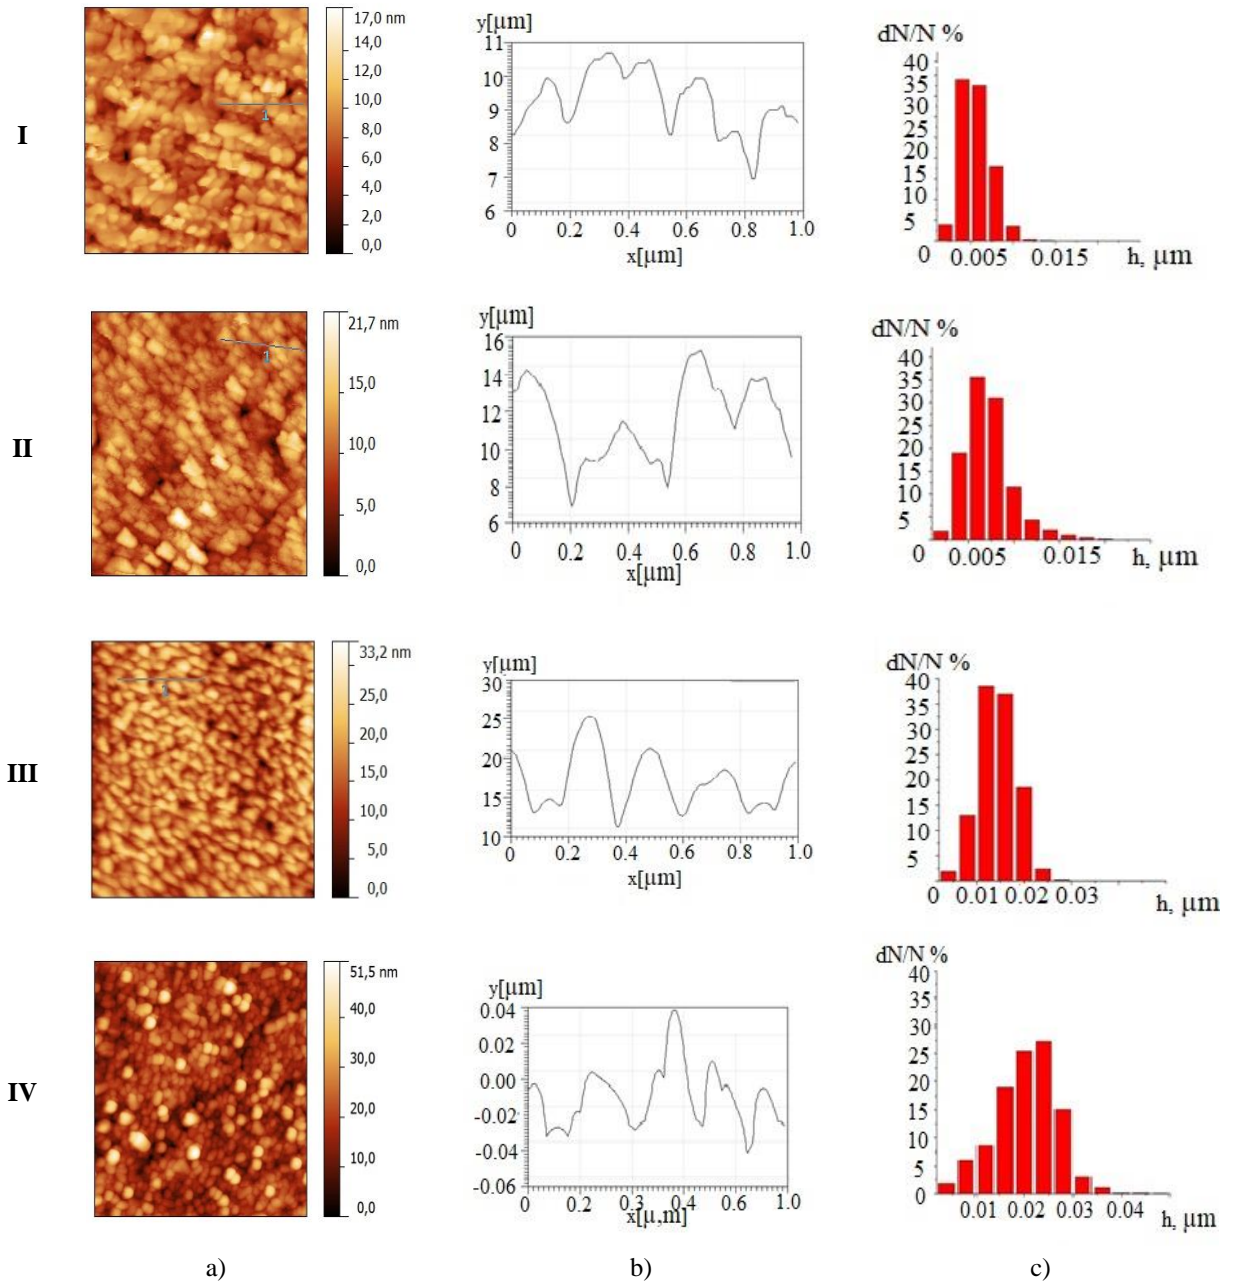 I
17,0 nm
14,0
12,0
10,0
8,0
6,0
4,0
2,0
0,0
1
y[μm]
11
10
9
8
7
6
0 0.2 0.4 0.6 0.8 1.0
x[μm]
dN/N %
40
35
30
25
20
15
10
5
0 0.005 0.015 h, μm
II
21,7 nm
15,0
10,0
5,0
0,0
1
y[μm]
16
14
12
10
8
6
0 0.2 0.4 0.6 0.8 1.0
x[μm]
dN/N %
40
35
30
25
20
15
10
5
0 0.005 0.015 h, μm
III
33,2 nm
25,0
20,0
15,0
10,0
5,0
0,0
1
y[μm]
30
25
20
15
10
0 0.2 0.4 0.6 0.8 1.0
x[μm]
dN/N %
40
35
30
25
20
15
10
5
0 0.01 0.02 0.03 h, μm
IV
51,5 nm
40,0
30,0
20,0
10,0
0,0
y[μm]
0.04
0.02
0.00
-0.02
-0.04
-0.06
0 0.2 0.3 0.4 0.6 1.0
x[μ,m]
dN/N %
40
35
30
25
20
15
10
5
0
0.01 0.02 0.03 0.04 h, μm
a) b) c)